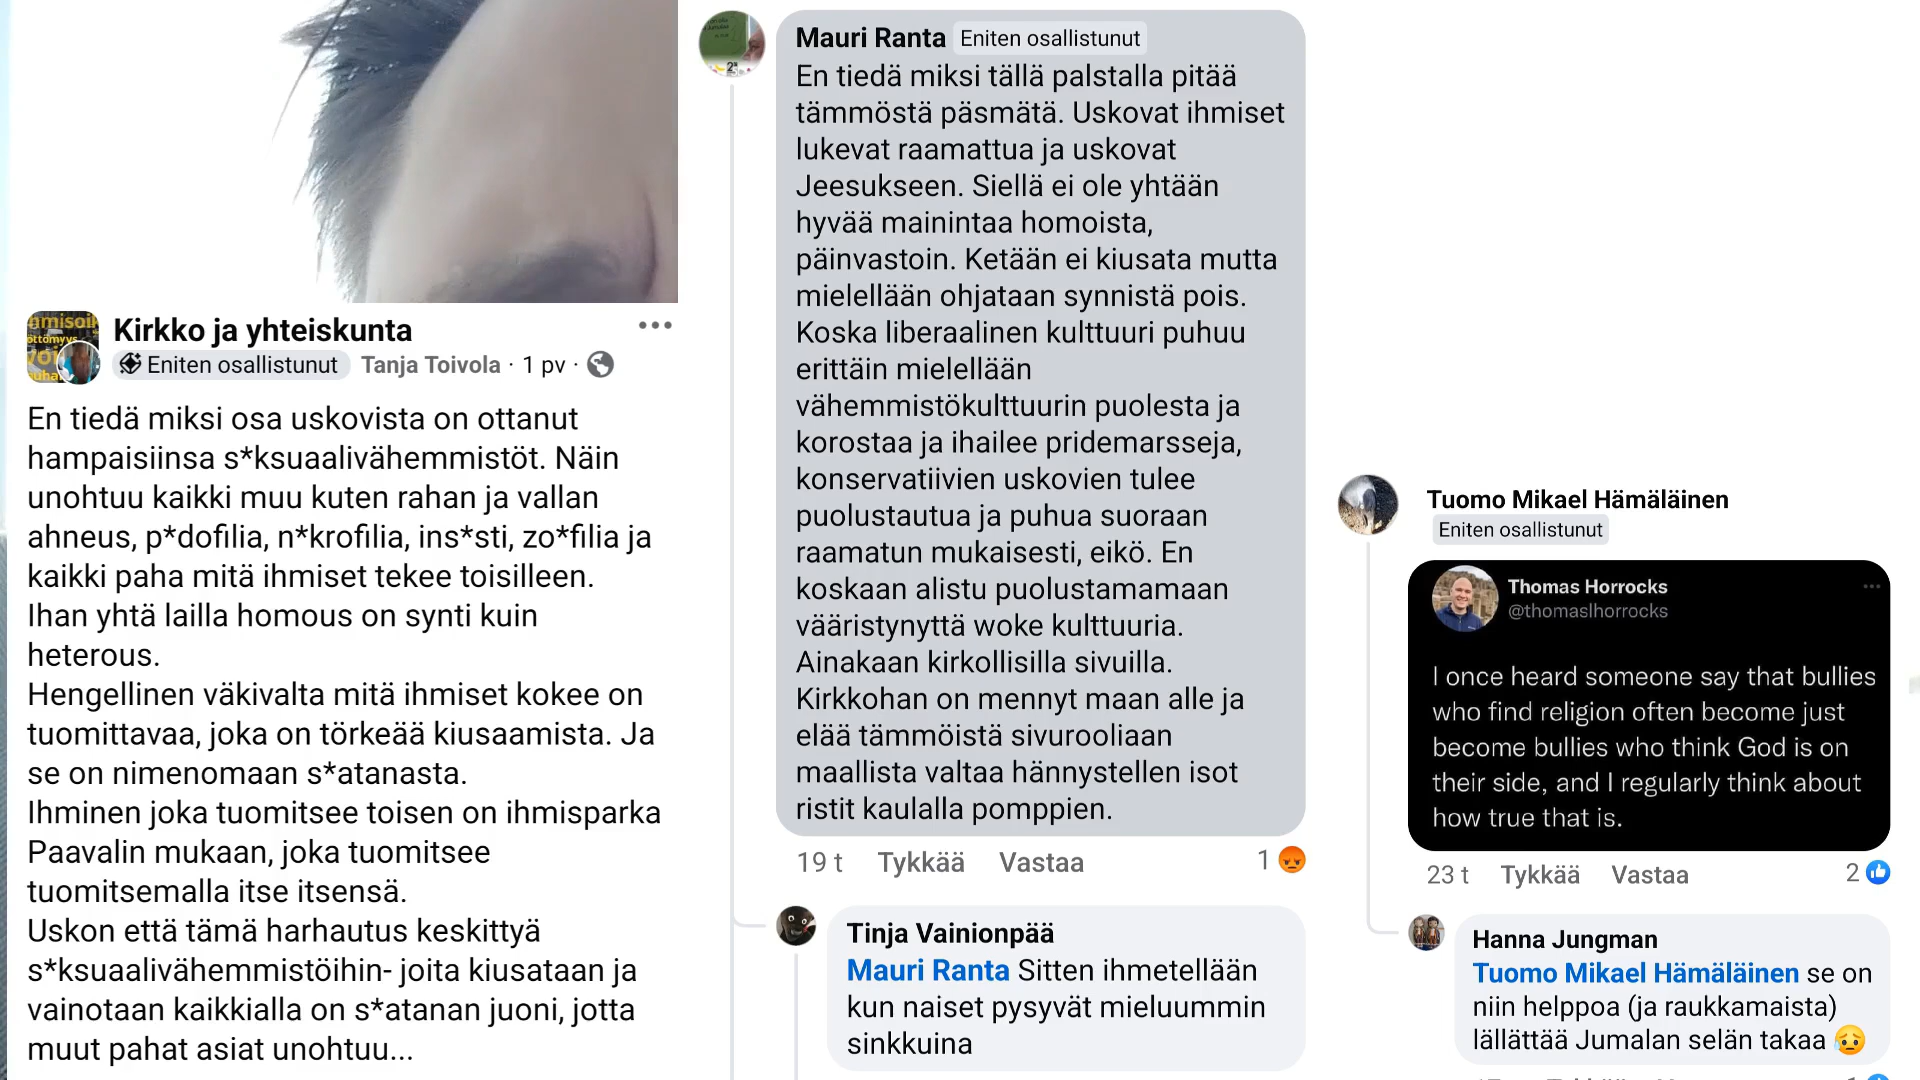 Kirkko ja yhteiskunta
Eniten osallistunut Tanja Toivola · 1 pv ·
En tiedä miksi osa uskovista on ottanut
hampaisiinsa s*ksuaalivähemmistöt. Näin
unohtuu kaikki muu kuten rahan ja vallan
ahneus, p*dofilia, n*krofilia, ins*sti, zo*filia ja
kaikki paha mitä ihmiset tekee toisilleen.
Ihan yhtä lailla homous on synti kuin
heterous.
Hengellinen väkivalta mitä ihmiset kokee on
tuomittavaa, joka on törkeää kiusaamista. Ja
se on nimenomaan s*atanasta.
Ihminen joka tuomitsee toisen on ihmisparka
Paavalin mukaan, joka tuomitsee
tuomitsemalla itse itsensä.
Uskon että tämä harhautus keskittyä
s*ksuaalivähemmistöihin- joita kiusataan ja
vainotaan kaikkialla on s*atanan juoni, jotta
muut pahat asiat unohtuu...
Mauri Ranta Eniten osallistunut
En tiedä miksi tällä palstalla pitää
tämmöstä päsmätä. Uskovat ihmiset
lukevat raamattua ja uskovat
Jeesukseen. Siellä ei ole yhtään
hyvää mainintaa homoista,
päinvastoin. Ketään ei kiusata mutta
mielellään ohjataan synnistä pois.
Koska liberaalinen kulttuuri puhuu
erittäin mielellään
vähemmistökulttuurin puolesta ja
korostaa ja ihailee pridemarsseja,
konservatiivien uskovien tulee
puolustautua ja puhua suoraan
raamatun mukaisesti, eikö. En
koskaan alistu puolustamamaan
vääristynyttä woke kulttuuria.
Ainakaan kirkollisilla sivuilla.
Kirkkohan on mennyt maan alle ja
elää tämmöistä sivurooliaan
maallista valtaa hännystellen isot
ristit kaulalla pomppien.
19 t Tykkää Vastaa 1
Tinja Vainionpää
Mauri Ranta Sitten ihmetellään
kun naiset pysyvät mieluummin
sinkkuina
Tuomo Mikael Hämäläinen
Eniten osallistunut
Thomas Horrocks
@thomaslhorrocks
I once heard someone say that bullies
who find religion often become just
become bullies who think God is on
their side, and I regularly think about
how true that is.
23 t Tykkää Vastaa 2
Hanna Jungman
Tuomo Mikael Hämäläinen se on
niin helppoa (ja raukkamaista)
lällättää Jumalan selän takaa